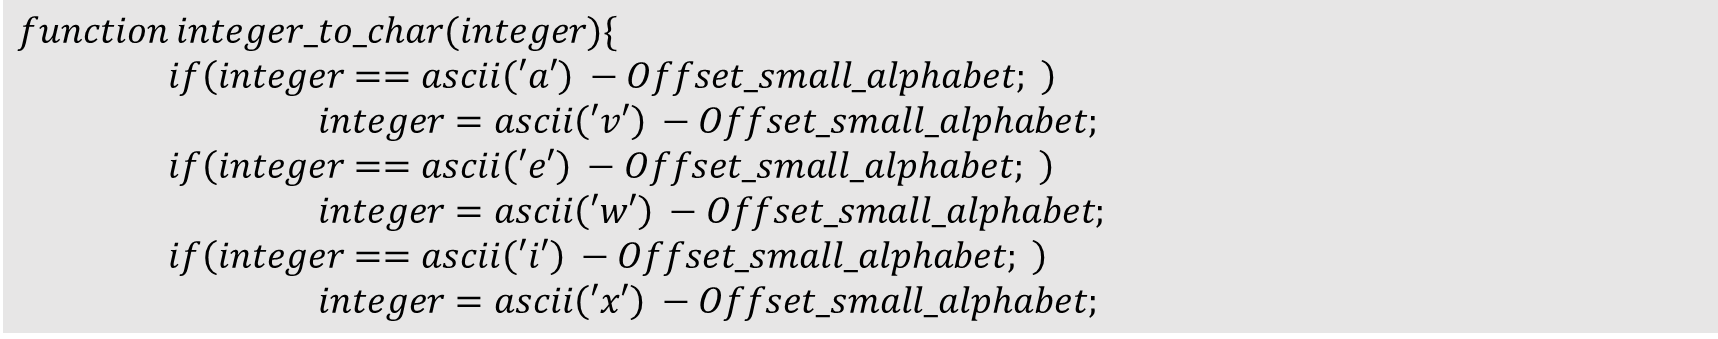 function integer_to_char(integer){
if(integer == ascii('a') − Offset_small_alphabet; )
integer = ascii('v') − Offset_small_alphabet;
if(integer == ascii('e') − Offset_small_alphabet; )
integer = ascii('w') − Offset_small_alphabet;
if(integer == ascii('i') − Offset_small_alphabet; )
integer = ascii('x') − Offset_small_alphabet;